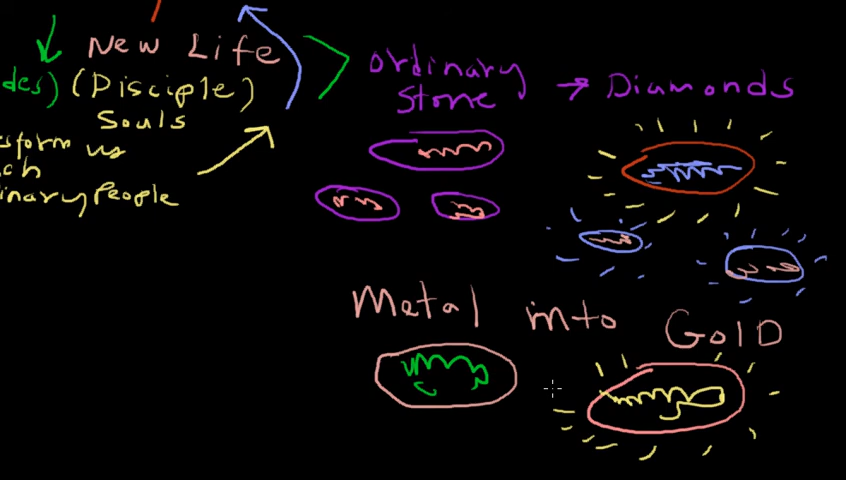 New Life
des) (Disciple)
Souls
sform us
ch
inary People
ordinary
Stone → Diamonds
Metal into GOLD